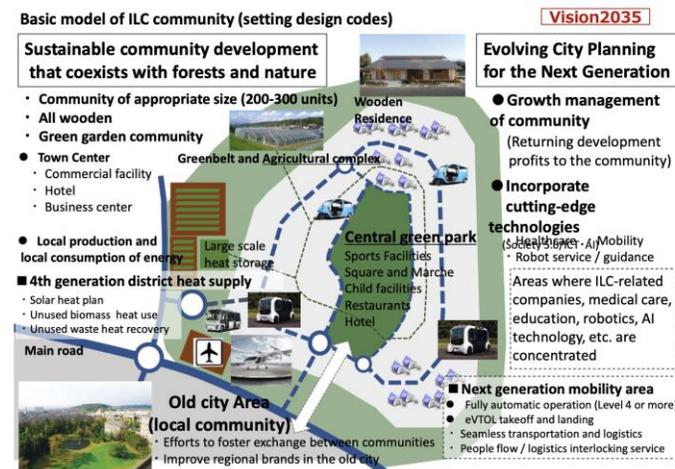 Basic model of ILC community (setting design codes)
Vision2035
Sustainable community development
that coexists with forests and nature
・ Community of appropriate size (200-300 units)
・ All wooden
・ Green garden community
● Town Center
・ Commercial facility
・ Hotel
・ Business center
● Local production and
local consumption of energy
■ 4th generation district heat supply
・ Solar heat plan
・ Unused biomass heat use
・ Unused waste heat recovery
Main road
Wooden
Residence
Greenbelt and Agricultural complex
Large scale
heat storage
Central green park
Sports Facilities
Square and Marche
Child facilities
Restaurants
Hotel
Old city Area
(local community)
・ Efforts to foster exchange between communities
・ Improve regional brands in the old city
Evolving City Planning
for the Next Generation
● Growth management
of community
(Returning development
profits to the community)
● Incorporate
cutting-edge
technologies
(Society 5.0/ICT・AI)
・ Healthcare ・ Mobility
・ Robot service / guidance
Areas where ILC-related
companies, medical care,
education, robotics, AI
technology, etc. are
concentrated
■ Next generation mobility area
● Fully automatic operation (Level 4 or more)
● eVTOL takeoff and landing
・ Seamless transportation and logistics
・ People flow / logistics interlocking service